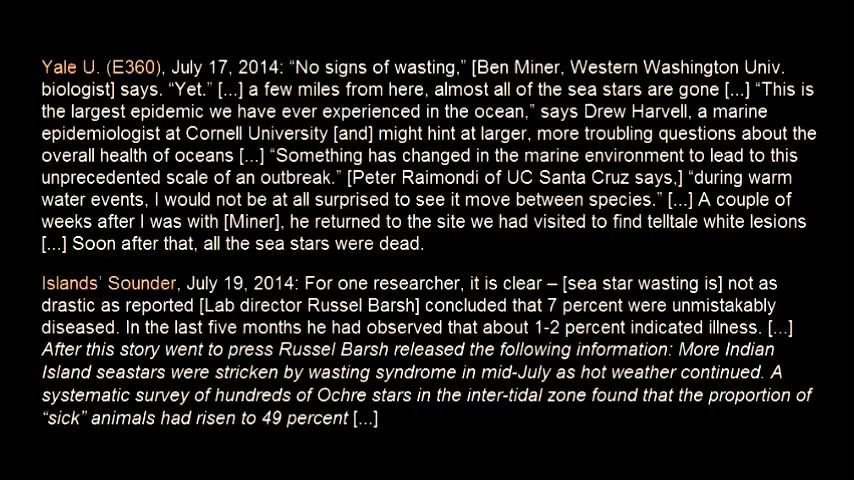 Yale U. (E360), July 17, 2014: “No signs of wasting,” [Ben Miner, Western Washington Univ.
biologist] says. “Yet.” [...] a few miles from here, almost all of the sea stars are gone [...] “This is
the largest epidemic we have ever experienced in the ocean,” says Drew Harvell, a marine
epidemiologist at Cornell University [and] might hint at larger, more troubling questions about the
overall health of oceans [...] “Something has changed in the marine environment to lead to this
unprecedented scale of an outbreak.” [Peter Raimondi of UC Santa Cruz says,] “during warm
water events, I would not be at all surprised to see it move between species.” [...] A couple of
weeks after I was with [Miner], he returned to the site we had visited to find telltale white lesions
[...] Soon after that, all the sea stars were dead.
Islands’ Sounder, July 19, 2014: For one researcher, it is clear – [sea star wasting is] not as
drastic as reported [Lab director Russel Barsh] concluded that 7 percent were unmistakably
diseased. In the last five months he had observed that about 1-2 percent indicated illness. [...]
After this story went to press Russel Barsh released the following information: More Indian
Island seastars were stricken by wasting syndrome in mid-July as hot weather continued. A
systematic survey of hundreds of Ochre stars in the inter-tidal zone found that the proportion of
“sick” animals had risen to 49 percent [...]